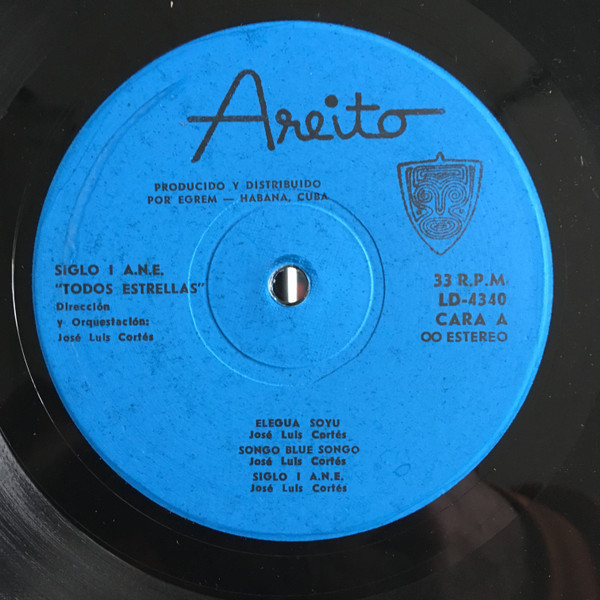 Areito
PRODUCIDO Y DISTRIBUIDO
POR EGREM — HABANA, CUBA
SIGLO I A.N.E.
"TODOS ESTRELLAS"
Dirección
y Orquestación:
José Luis Cortés
33 R.P.M.
LD-4340
CARA A
OO ESTEREO
ELEGUA SOYU
José Luis Cortés
SONGO BLUE SONGO
José Luis Cortés
SIGLO I A.N.E.
José Luis Cortés